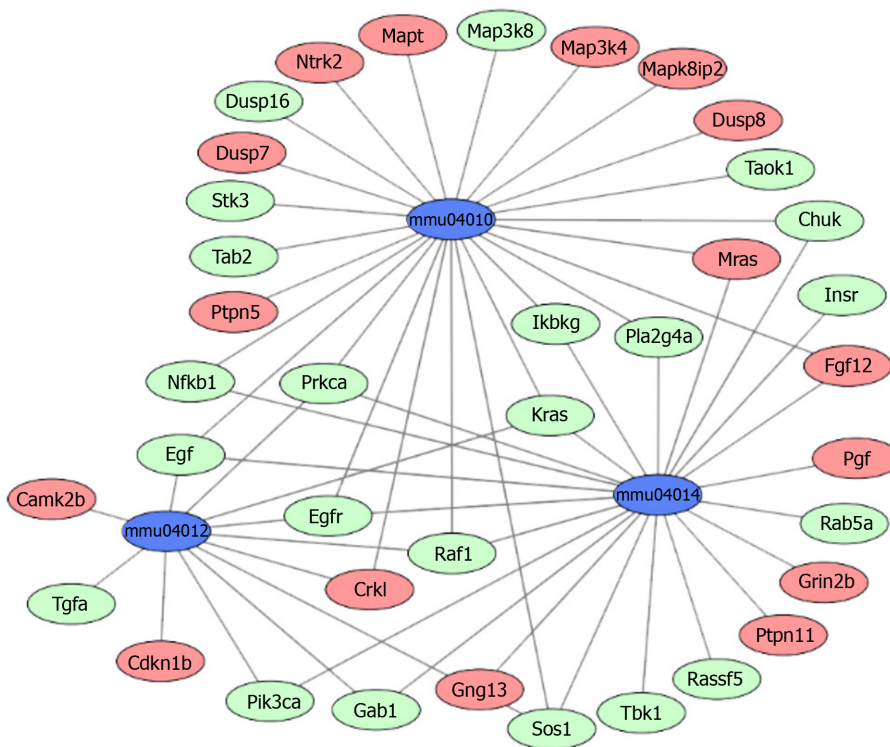 Map3k8
Mapt
Map3k4
Ntrk2
Mapk8ip2
Dusp16
Dusp8
Dusp7
Taok1
Stk3
mmu04010
Chuk
Tab2
Mras
Insr
Ptpn5
Ikbkg
Pla2g4a
Fgf12
Nfkb1
Prkca
Kras
Egf
Pgf
mmu04014
Camk2b
mmu04012
Egfr
Rab5a
Raf1
Crkl
Grin2b
Tgfa
Ptpn11
Cdkn1b
Rassf5
Pik3ca
Gab1
Gng13
Tbk1
Sos1